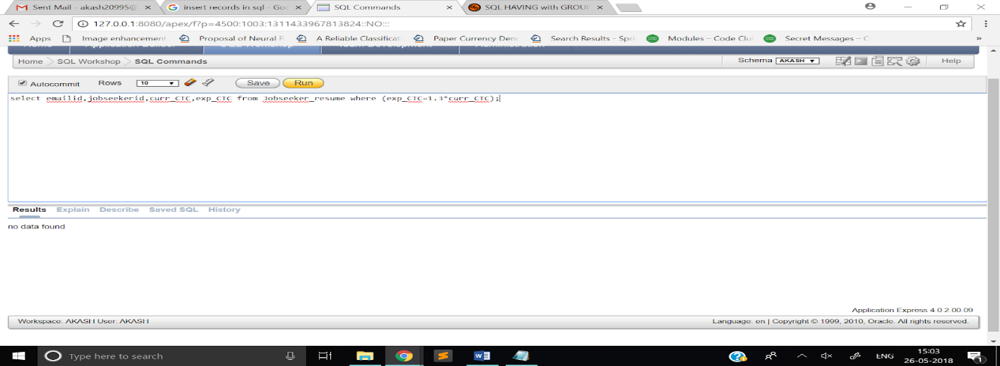 Sent Mail - akash20995@
insert records in sql - Goo
SQL Commands
SQL HAVING with GROUP
127.0.0.1:8080/apex/f?p=4500:1003:1311433967813824::NO:::
Apps Image enhancement Proposal of Neural R A Reliable Classificat Paper Currency Deno Search Results - Spri Modules – Code Clu Secret Messages – C »
Home SQL Workshop SQL Commands
Schema AKASH Help
Autocommit Rows 10 Save Run
select emailid,jobseekerid,curr_CTC,exp_CTC from Jobseeker_resume where (exp_CTC=1.3*curr_CTC);
Results Explain Describe Saved SQL History
no data found
Application Express 4.0.2.00.09
Workspace: AKASH User: AKASH
Language: en | Copyright © 1999, 2010, Oracle. All rights reserved.
Type here to search
ENG
15:03
26-05-2018
1